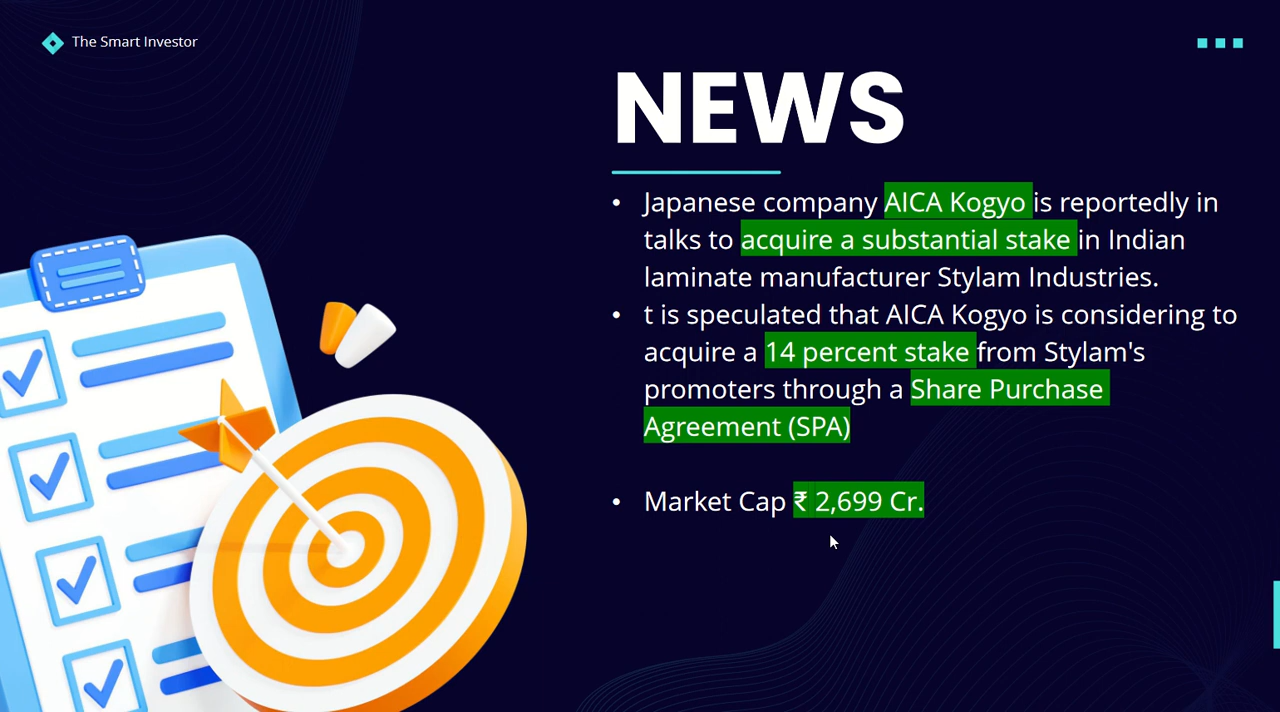 The Smart Investor
NEWS
• Japanese company AICA Kogyo is reportedly in
talks to acquire a substantial stake in Indian
laminate manufacturer Stylam Industries.
• t is speculated that AICA Kogyo is considering to
acquire a 14 percent stake from Stylam's
promoters through a Share Purchase
Agreement (SPA)
• Market Cap ₹ 2,699 Cr.